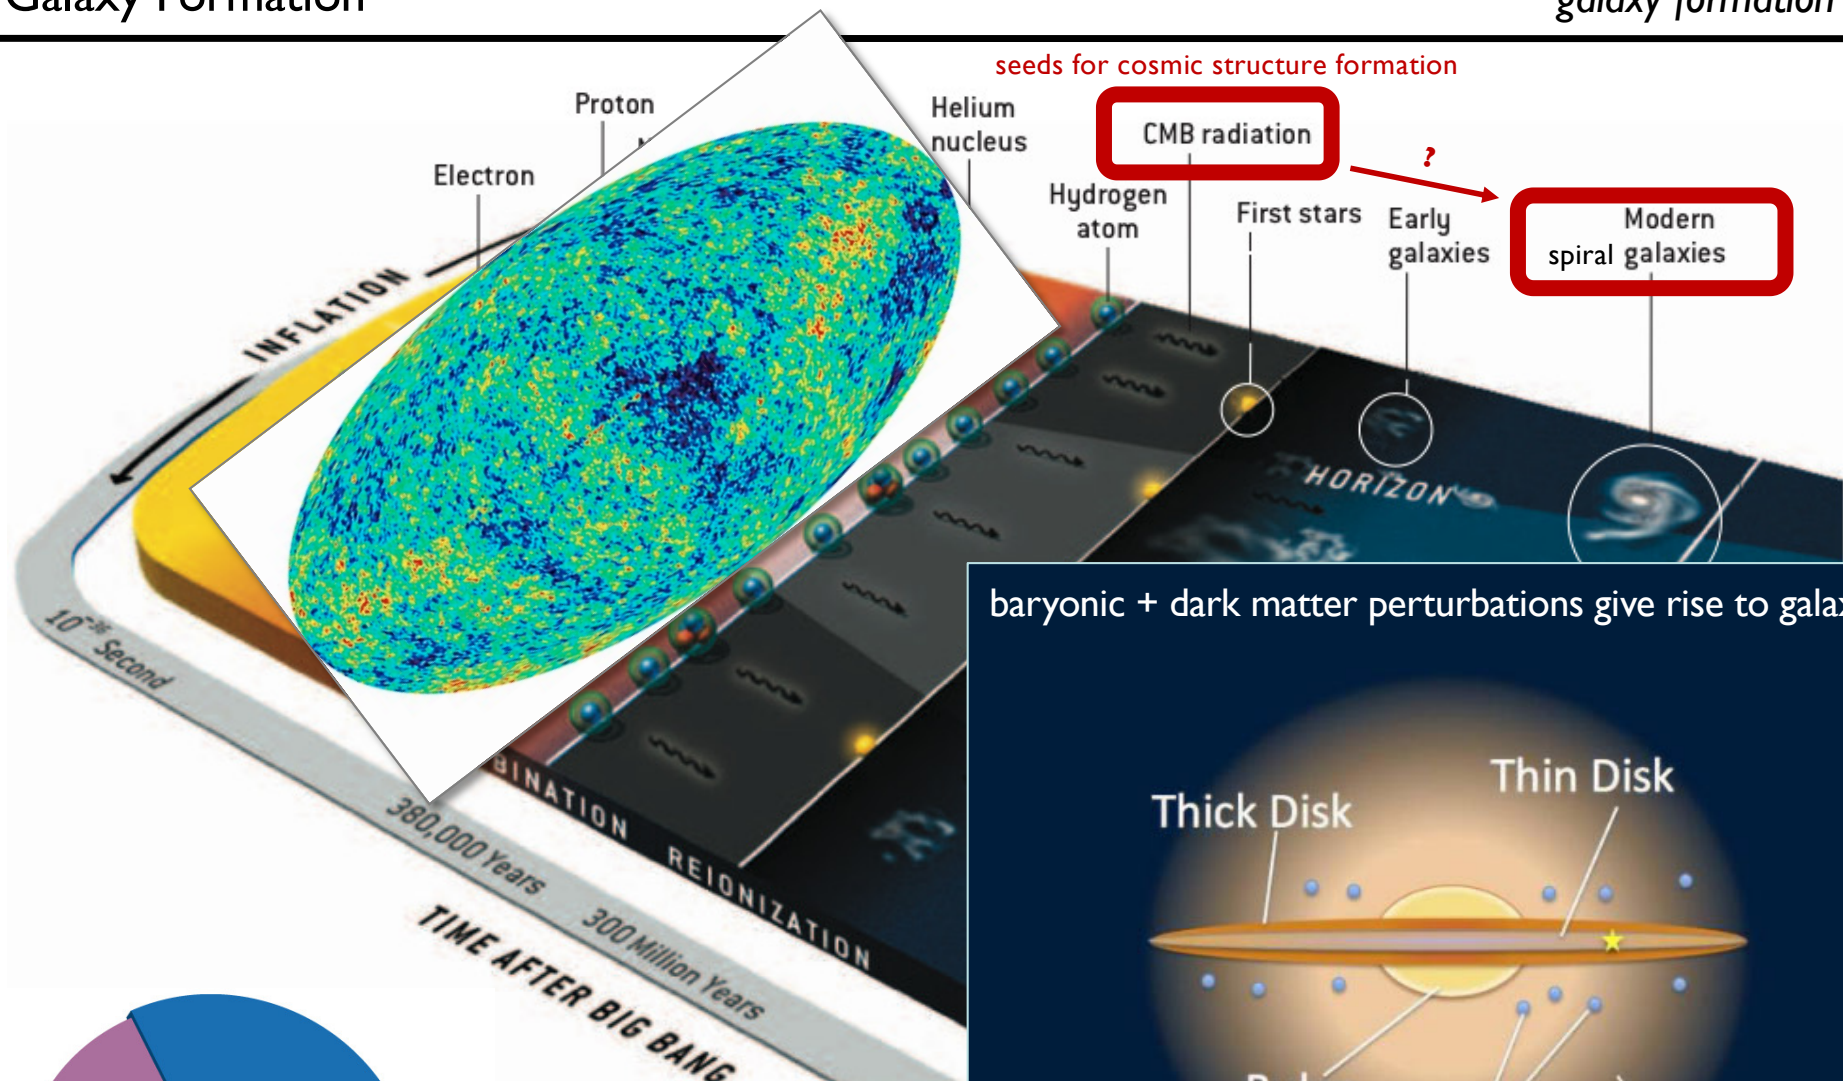 Galaxy Formation
galaxy formation
seeds for cosmic structure formation
Proton
Helium
nucleus
CMB radiation
?
Electron
Hydrogen
atom
First stars
Early
galaxies
Modern
spiral galaxies
INFLATION
HORIZON
10⁻³⁶ Second
baryonic + dark matter perturbations give rise to
Thin Disk
Thick Disk
380,000 Years
REIONIZATION
300 Million Years
TIME AFTER BIG BANG